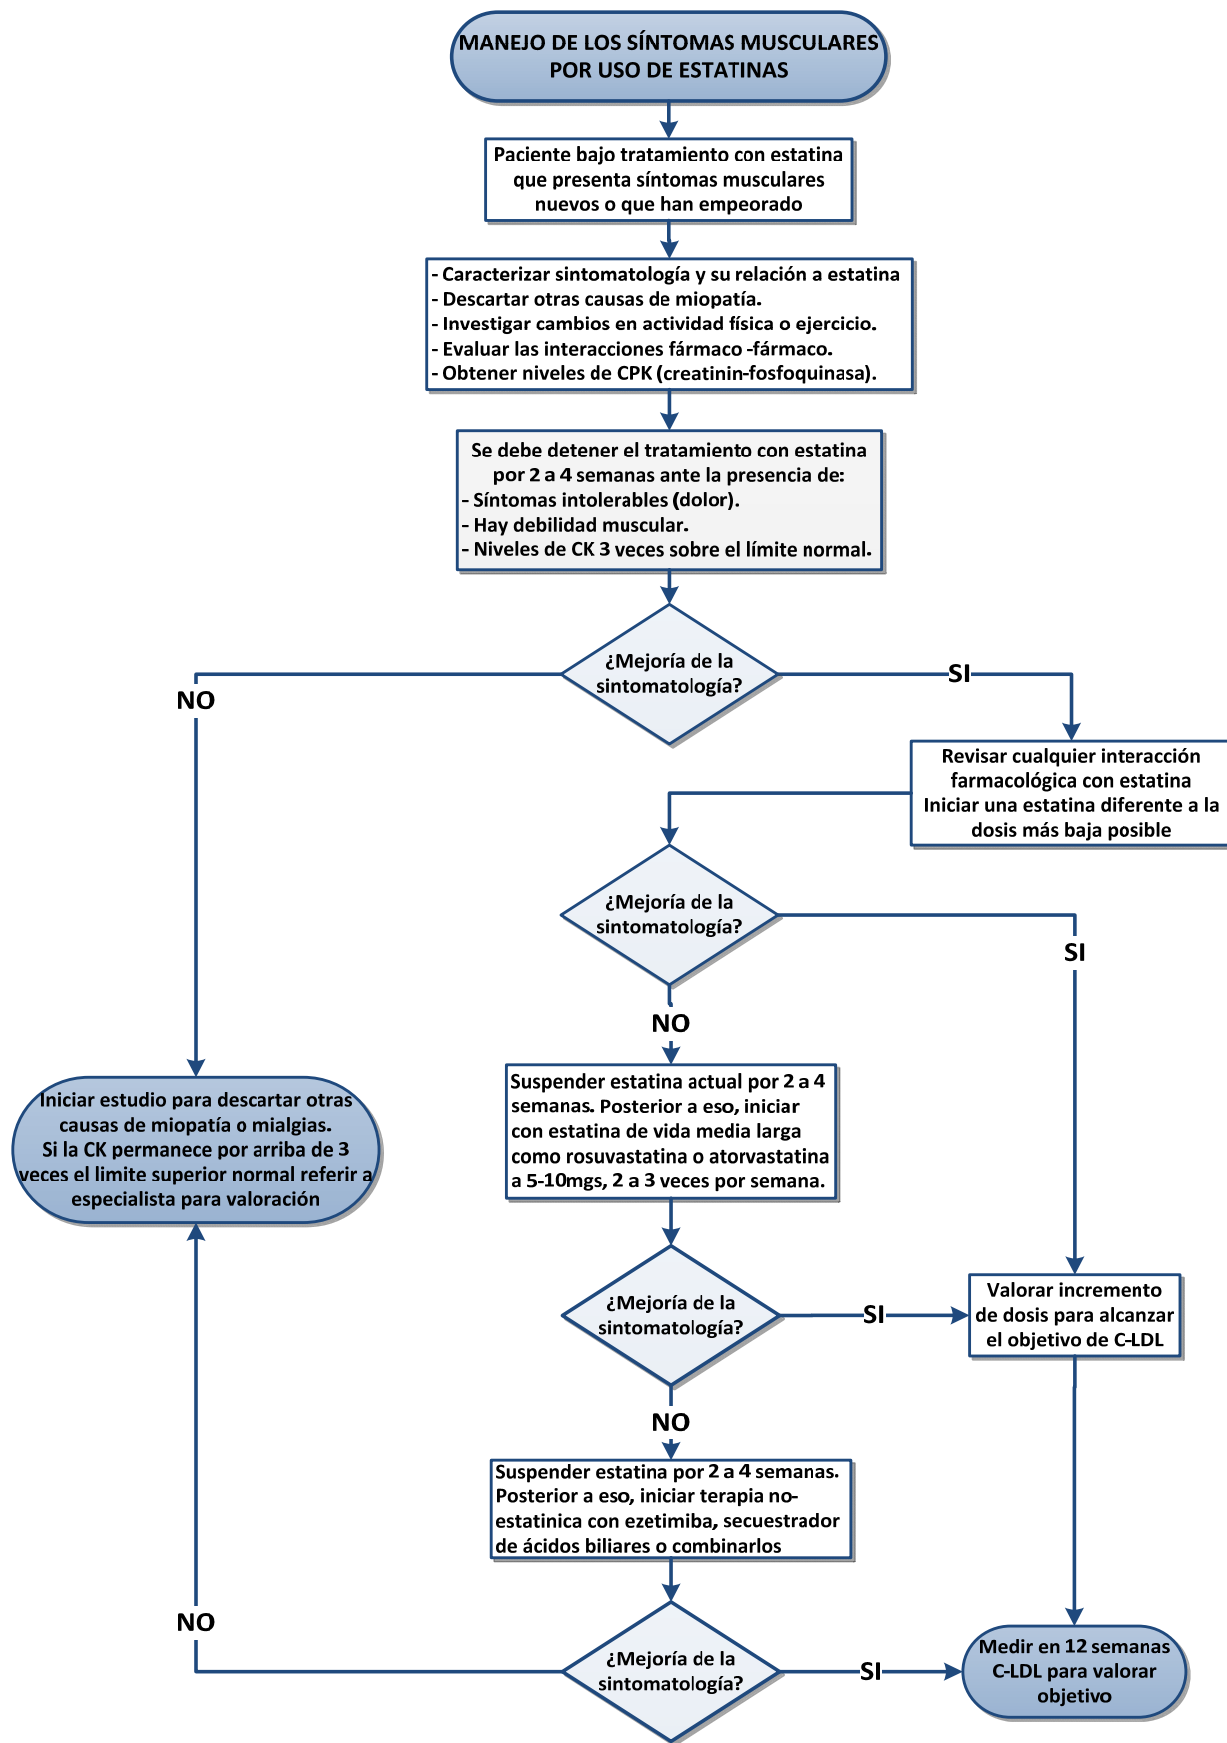 MANEJO DE LOS SÍNTOMAS MUSCULARES
POR USO DE ESTATINAS
Paciente bajo tratamiento con estatina
que presenta síntomas musculares
nuevos o que han empeorado
- Caracterizar sintomatología y su relación a estatina
- Descartar otras causas de miopatía.
- Investigar cambios en actividad física o ejercicio.
- Evaluar las interacciones fármaco -fármaco.
- Obtener niveles de CPK (creatinin-fosfoquinasa).
Se debe detener el tratamiento con estatina
por 2 a 4 semanas ante la presencia de:
- Síntomas intolerables (dolor).
- Hay debilidad muscular.
- Niveles de CK 3 veces sobre el límite normal.
¿Mejoría de la
sintomatología?
NO
SI
Revisar cualquier interacción
farmacológica con estatina
Iniciar una estatina diferente a la
dosis más baja posible
¿Mejoría de la
sintomatología?
SI
NO
Suspender estatina actual por 2 a 4
semanas. Posterior a eso, iniciar
con estatina de vida media larga
como rosuvastatina o atorvastatina
a 5-10mgs, 2 a 3 veces por semana.
Iniciar estudio para descartar otras
causas de miopatía o mialgias.
Si la CK permanece por arriba de 3
veces el limite superior normal referir a
especialista para valoración
¿Mejoría de la
sintomatología?
SI
Valorar incremento
de dosis para alcanzar
el objetivo de C-LDL
NO
Suspender estatina por 2 a 4 semanas.
Posterior a eso, iniciar terapia no-
estatinica con ezetimiba, secuestrador
de ácidos biliares o combinarlos
NO
¿Mejoría de la
sintomatología?
SI
Medir en 12 semanas
C-LDL para valorar
objetivo